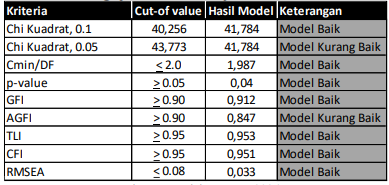 Kriteria Cut-of value Hasil Model Keterangan
Chi Kuadrat, 0.1 40,256 41,784 Model Baik
Chi Kuadrat, 0.05 43,773 41,784 Model Kurang Baik
Cmin/DF < 2.0 1,987 Model Baik
p-value > 0.05 0,04 Model Baik
GFI > 0.90 0,912 Model Baik
AGFI > 0.90 0,847 Model Kurang Baik
TLI > 0.95 0,953 Model Baik
CFI > 0.95 0,951 Model Baik
RMSEA < 0.08 0,033 Model Baik